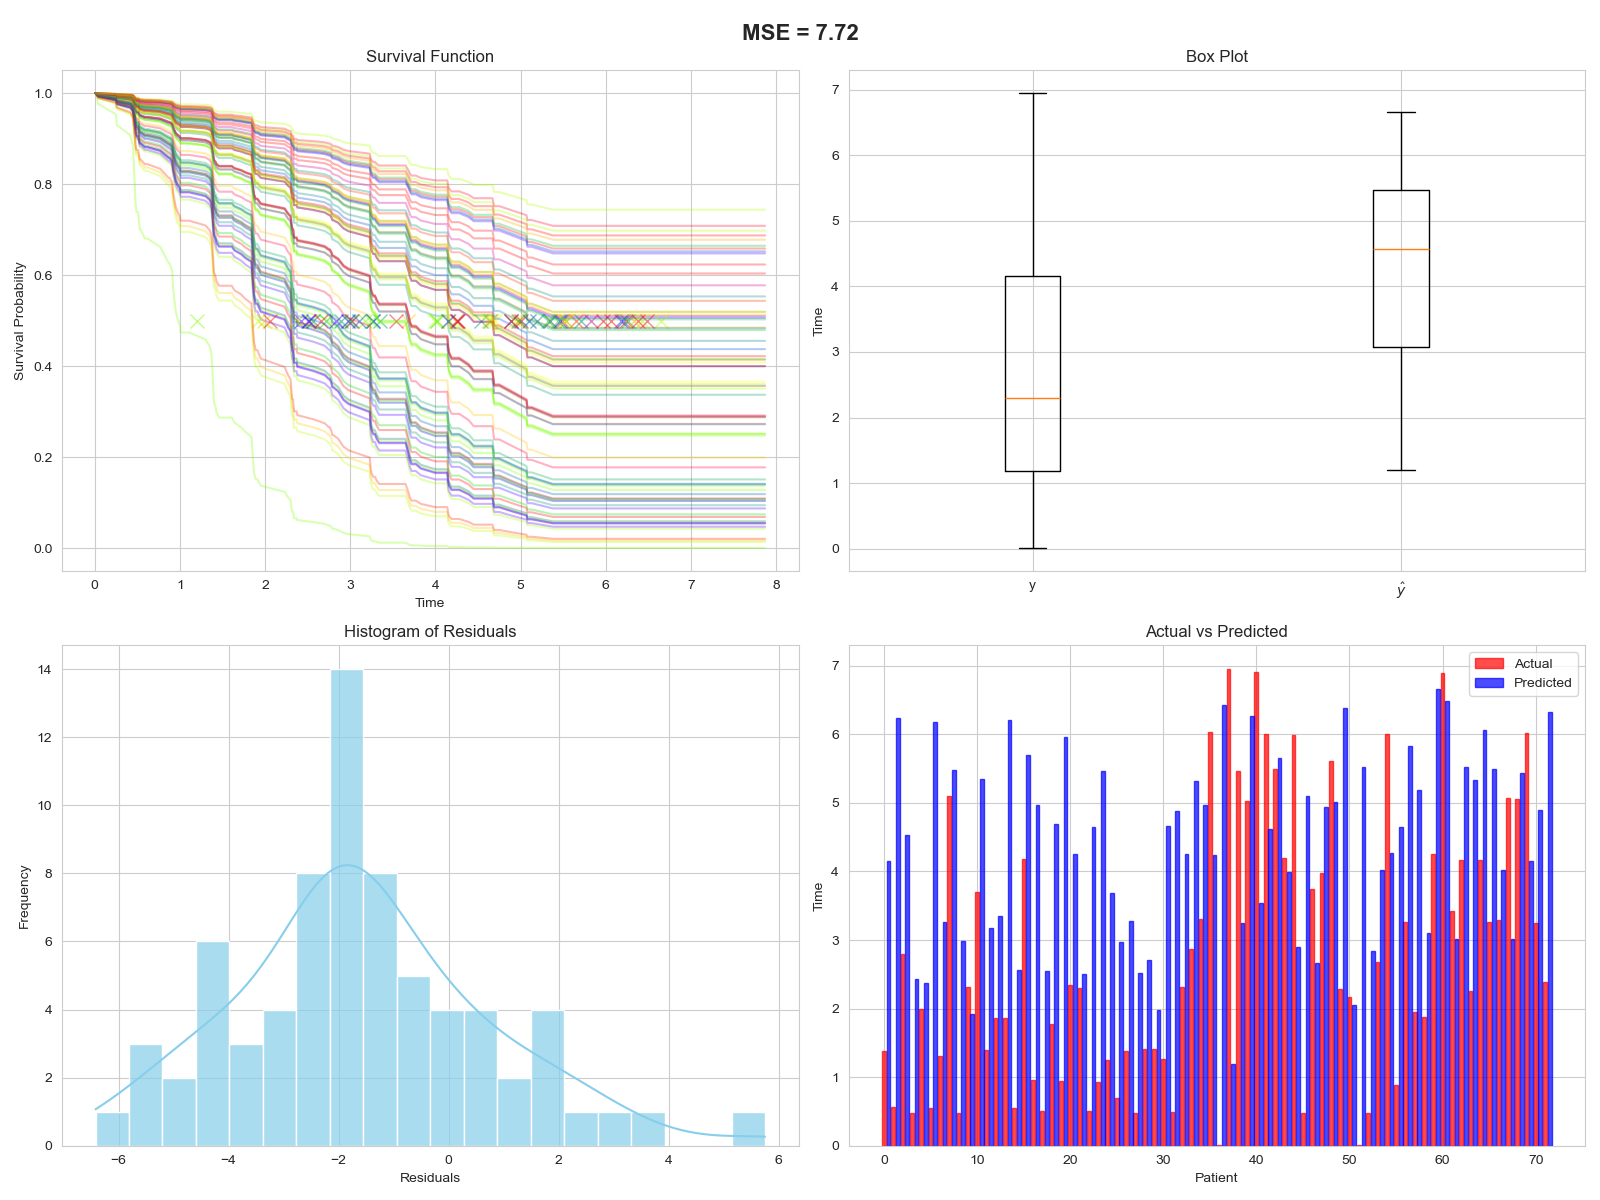 MSE = 7.72
Survival Function
Survival Probability
1.0
0.8
0.6
0.4
0.2
0.0
0 1 2 3 4 5 6 7 8
Time
Box Plot
Time
7
6
5
4
3
2
1
0
y ŷ
Histogram of Residuals
Frequency
14
12
10
8
6
4
2
0
−6 −4 −2 0 2 4 6
Residuals
Actual vs Predicted
Time
7
6
5
4
3
2
1
0
Actual
Predicted
0 10 20 30 40 50 60 70
Patient